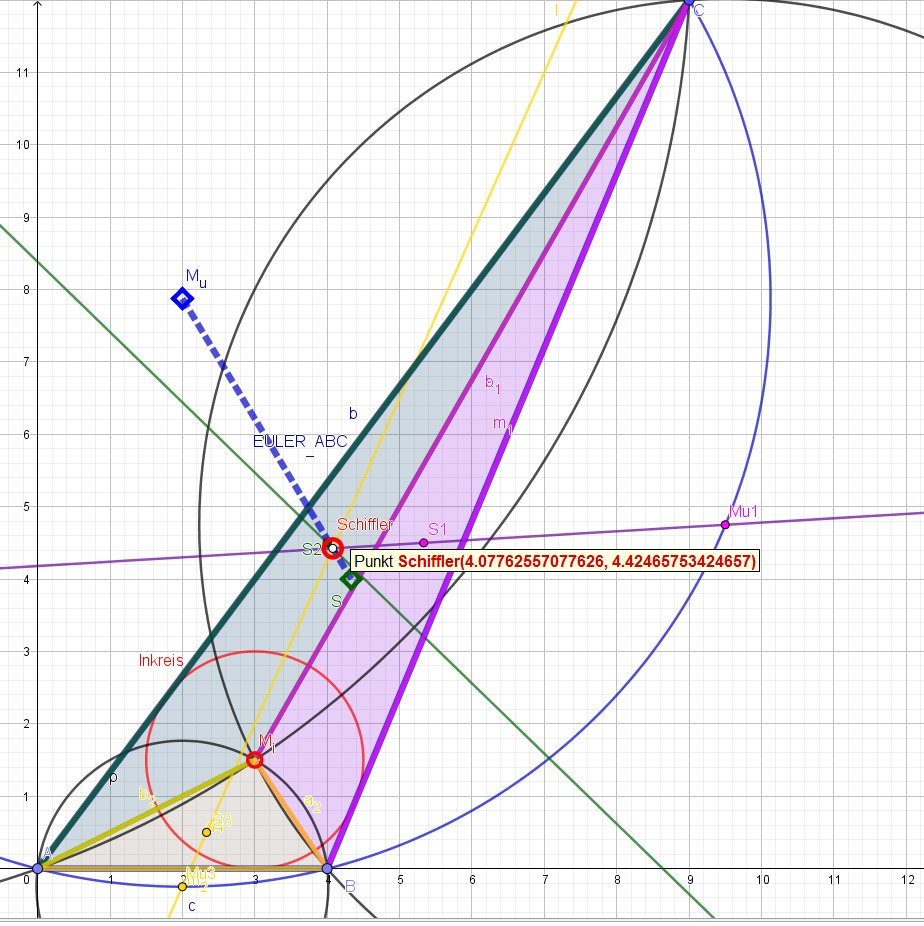 l
C
11
10
9
8
7
6
5
4
3
2
1
M_u
b
b_1
m_1
EULER_ABC
Schiffler
S1
Mu1
S2
Punkt Schiffler(4.07762557077626, 4.42465753424657)
S
Inkreis
M_i
p
a_2
A
Mu3
B
c
0 1 2 3 4 5 6 7 8 9 10 11 12